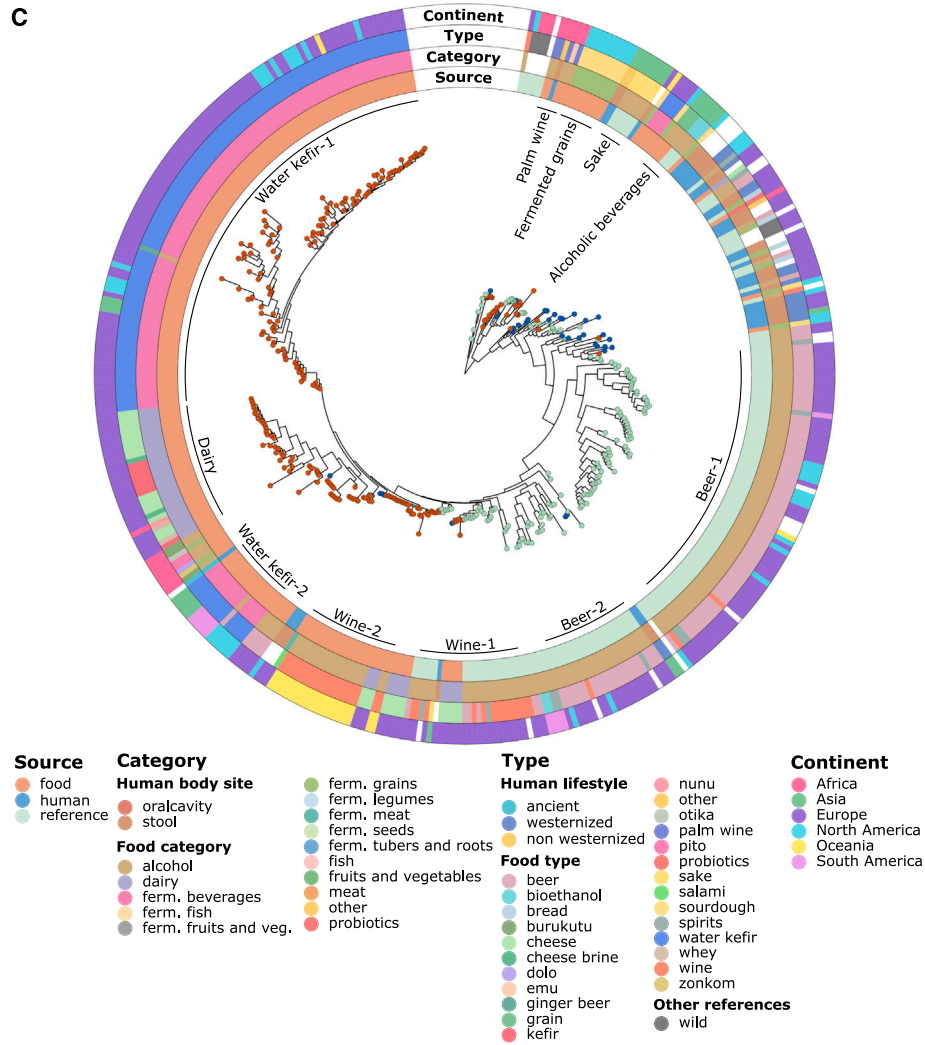 C
Continent
Type
Category
Source
Water kefir-1
Palm wine
Fermented grains
Sake
Alcoholic beverages
Beer-1
Dairy
Water kefir-2
Wine-2
Wine-1
Beer-2
Source
food
human
reference
Category
Human body site
oralcavity
stool
Food category
alcohol
dairy
ferm. beverages
ferm. fish
ferm. fruits and veg.
ferm. grains
ferm. legumes
ferm. meat
ferm. seeds
ferm. tubers and roots
fish
fruits and vegetables
meat
other
probiotics
Type
Human lifestyle
ancient
westernized
non westernized
Food type
beer
bioethanol
bread
burukutu
cheese
cheese brine
dolo
emu
ginger beer
grain
kefir
nunu
other
otika
palm wine
pito
probiotics
sake
salami
sourdough
spirits
water kefir
whey
wine
zonkom
Other references
wild
Continent
Africa
Asia
Europe
North America
Oceania
South America